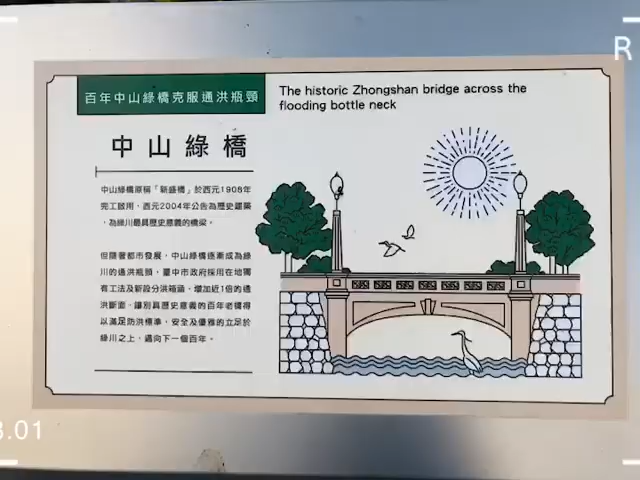 百年中山綠橋克服通洪瓶頸
The historic Zhongshan bridge across the
flooding bottle neck
中山綠橋
中山綠橋原稱「新盛橋」於西元1908年
完工啟用,西元2004年公告為歷史建築
,為綠川最具歷史意義的橋梁。
但隨著都市發展,中山綠橋逐漸成為綠
川的通洪瓶頸,臺中市政府採用在地獨
有工法及新設分洪箱涵,增加近1倍的通
洪斷面,讓別具歷史意義的百年老橋得
以滿足防洪標準,安全及優雅的立足於
綠川之上,邁向下一個百年。
R
3.01